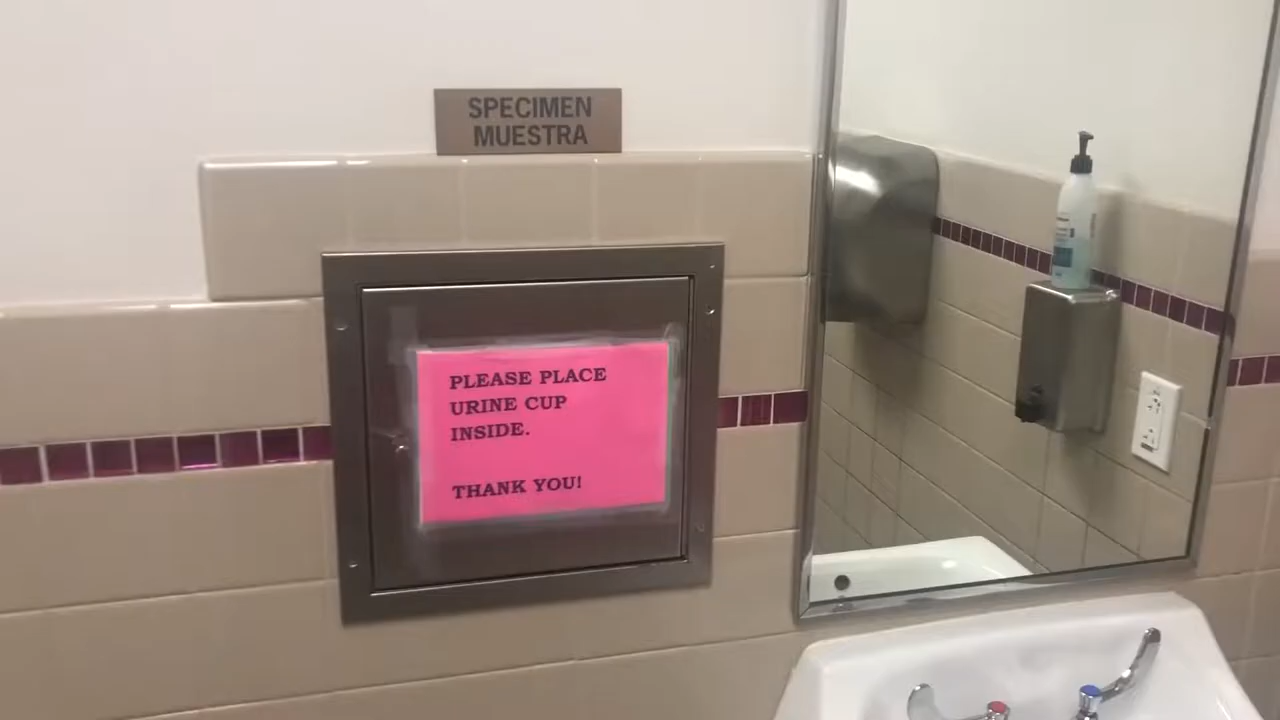 SPECIMEN
MUESTRA
PLEASE PLACE
URINE CUP
INSIDE.
THANK YOU!